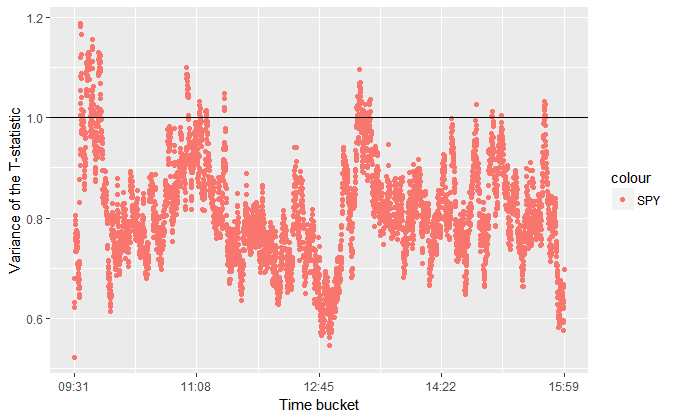 1.2
1.0
0.8
0.6
Variance of the T-statistic
09:31
11:08
12:45
14:22
15:59
Time bucket
colour
SPY